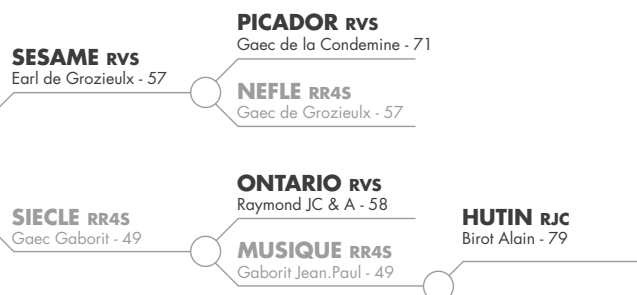 PICADOR RVS
Gaec de la Condemine - 71
SESAME RVS
Earl de Grozieulx - 57
NEFLE RR4S
Gaec de Grozieulx - 57
ONTARIO RVS
Raymond JC & A - 58
SIECLE RR4S
Gaec Gaborit - 49
HUTIN RJC
Birot Alain - 79
MUSIQUE RR4S
Gaborit Jean.Paul - 49